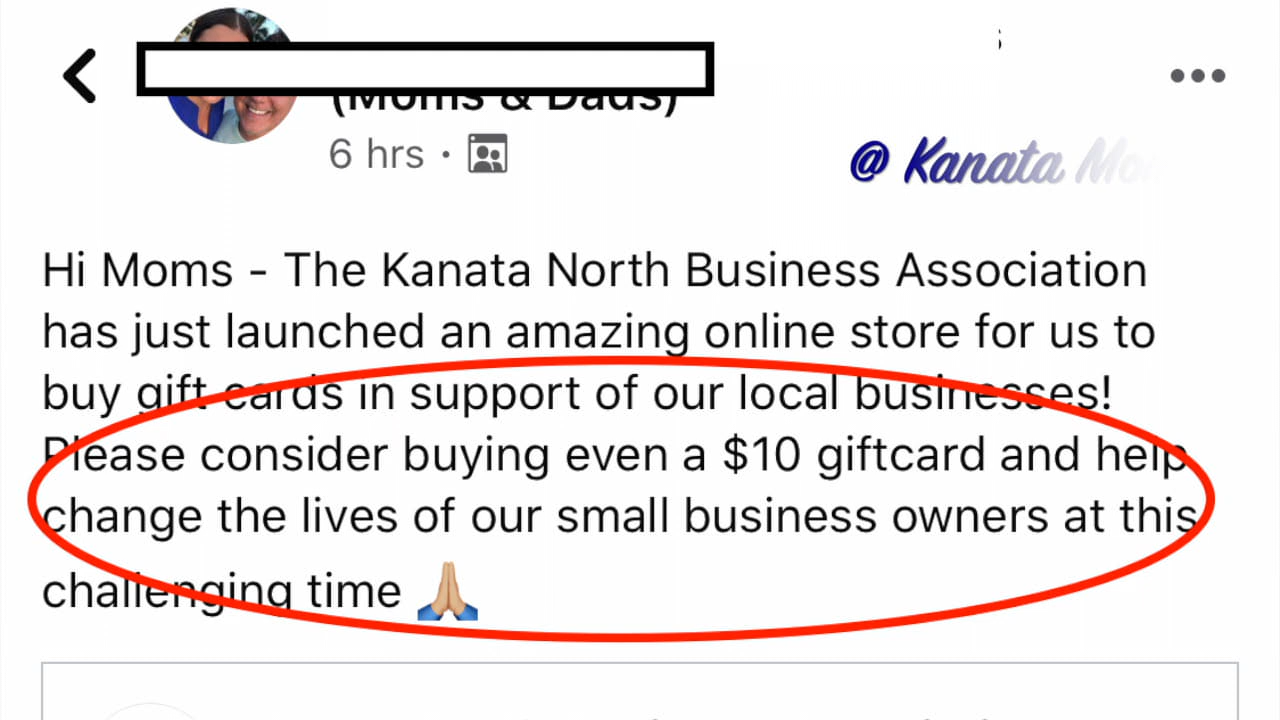 (Moms & Dads)
6 hrs ·
@ Kanata
Hi Moms - The Kanata North Business Association
has just launched an amazing online store for us to
buy gift cards in support of our local businesses!
Please consider buying even a $10 giftcard and help
change the lives of our small business owners at this
challenging time 🙏🏼